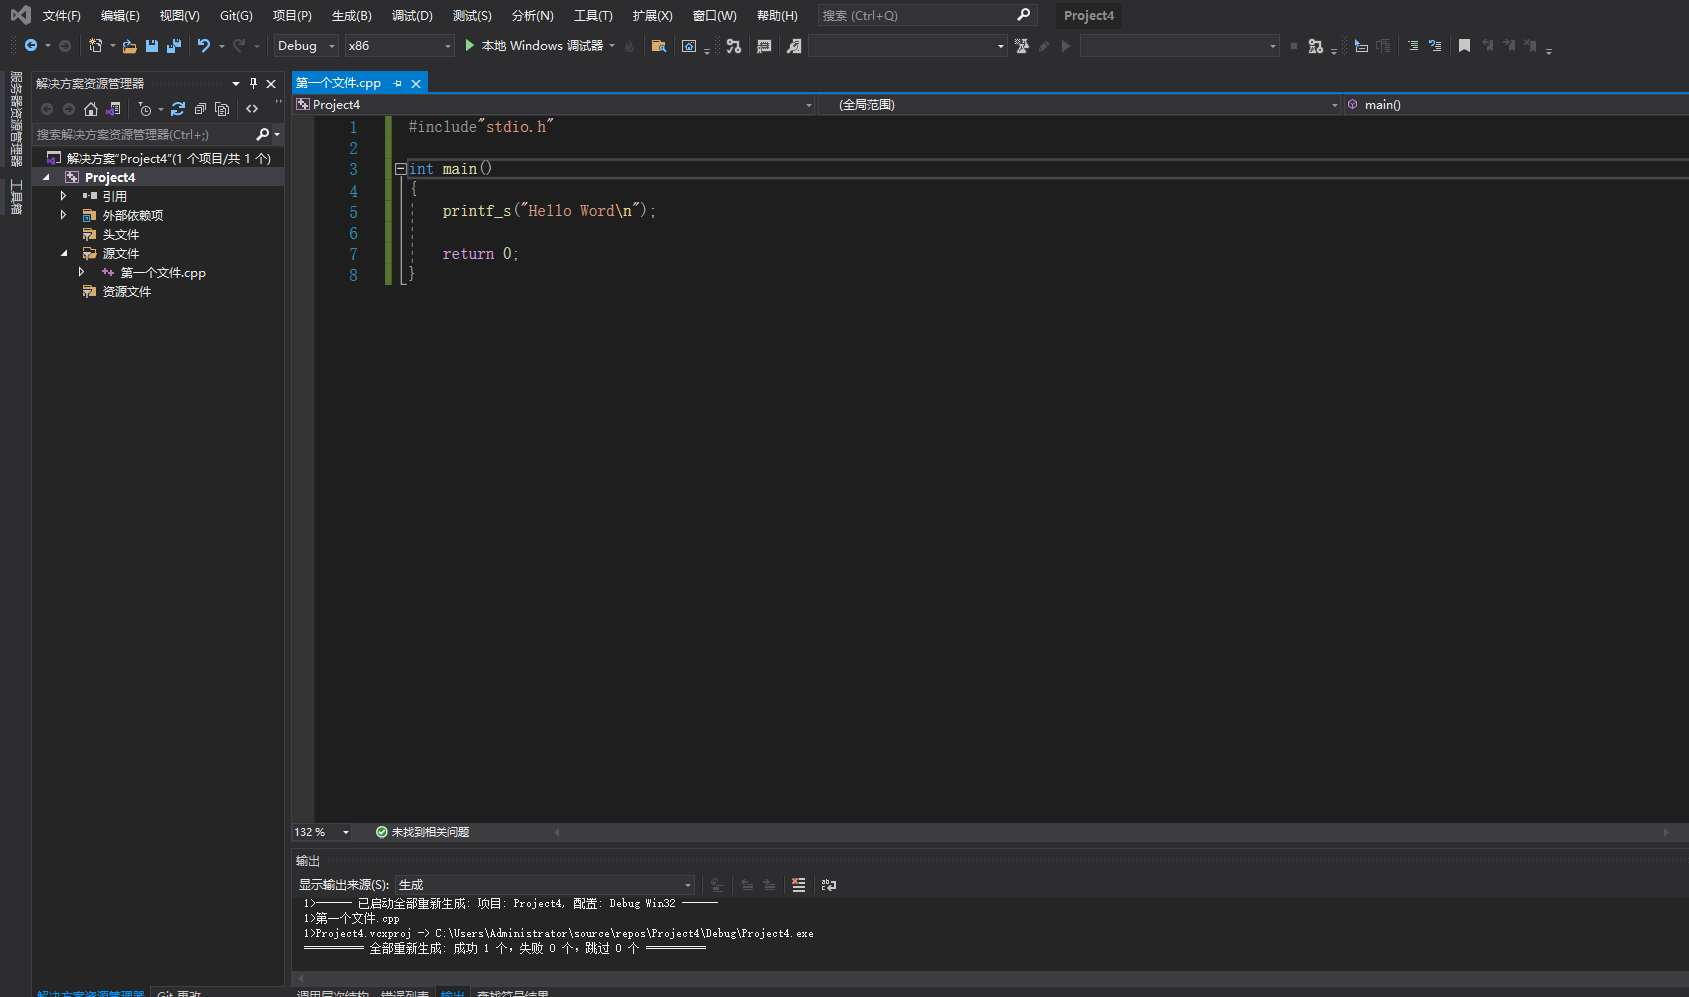 文件(F) 编辑(E) 视图(V) Git(G) 项目(P) 生成(B) 调试(D) 测试(S) 分析(N) 工具(T) 扩展(X) 窗口(W) 帮助(H) 搜索 (Ctrl+Q) Project4
Debug x86 本地 Windows 调试器
服务器资源管理器
工具箱
解决方案资源管理器
搜索解决方案资源管理器(Ctrl+;)
解决方案"Project4"(1 个项目/共 1 个)
Project4
引用
外部依赖项
头文件
源文件
第一个文件.cpp
资源文件
第一个文件.cpp
Project4 (全局范围) main()
1 #include"stdio.h"
2
3 int main()
4 {
5 printf_s("Hello Word\n");
6
7 return 0;
8 }
132 % 未找到相关问题
输出
显示输出来源(S): 生成
1>------ 已启动全部重新生成: 项目: Project4, 配置: Debug Win32 ------
1>第一个文件.cpp
1>Project4.vcxproj -> C:\Users\Administrator\source\repos\Project4\Debug\Project4.exe
========== 全部重新生成: 成功 1 个，失败 0 个，跳过 0 个 ==========
解决方案资源管理器 Git 更改
调用层次结构 错误列表 输出 查找符号结果